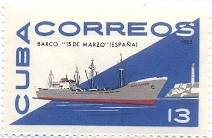 CUBA CORREOS
BARCO "13 DE MARZO" (ESPAÑA)
13